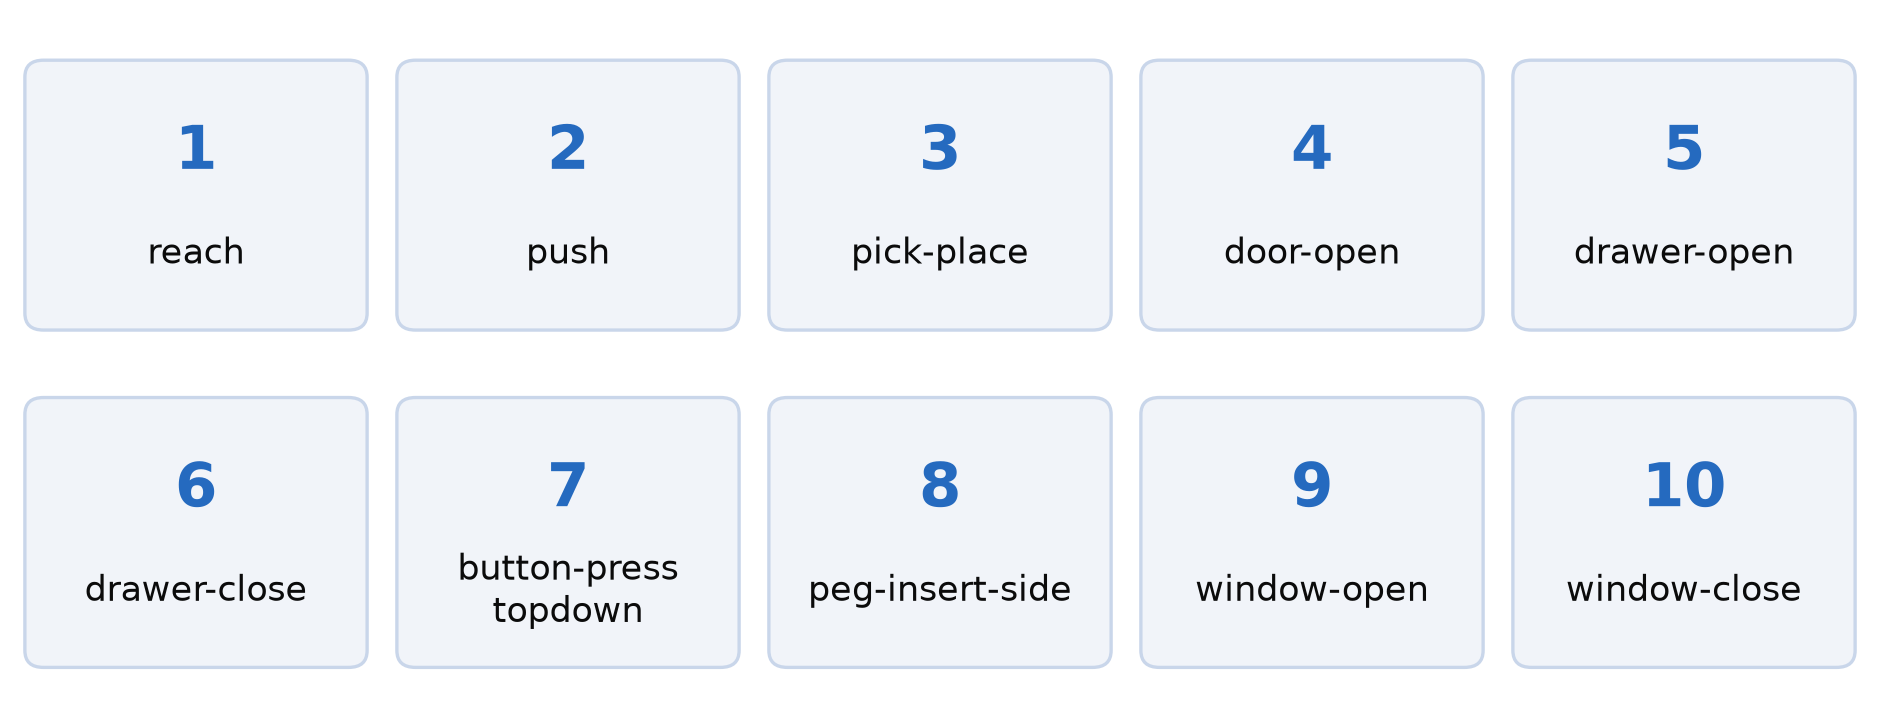 1
reach
2
push
3
pick-place
4
door-open
5
drawer-open
6
drawer-close
7
button-press
topdown
8
peg-insert-side
9
window-open
10
window-close